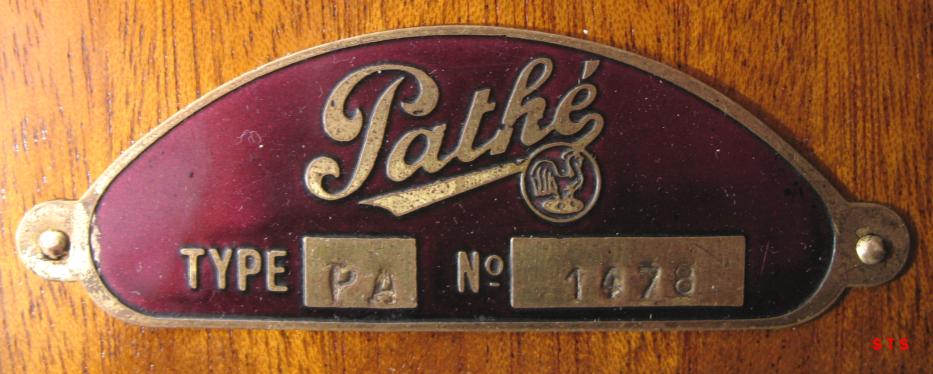 Pathé
TYPE PA Nº 1478
STS